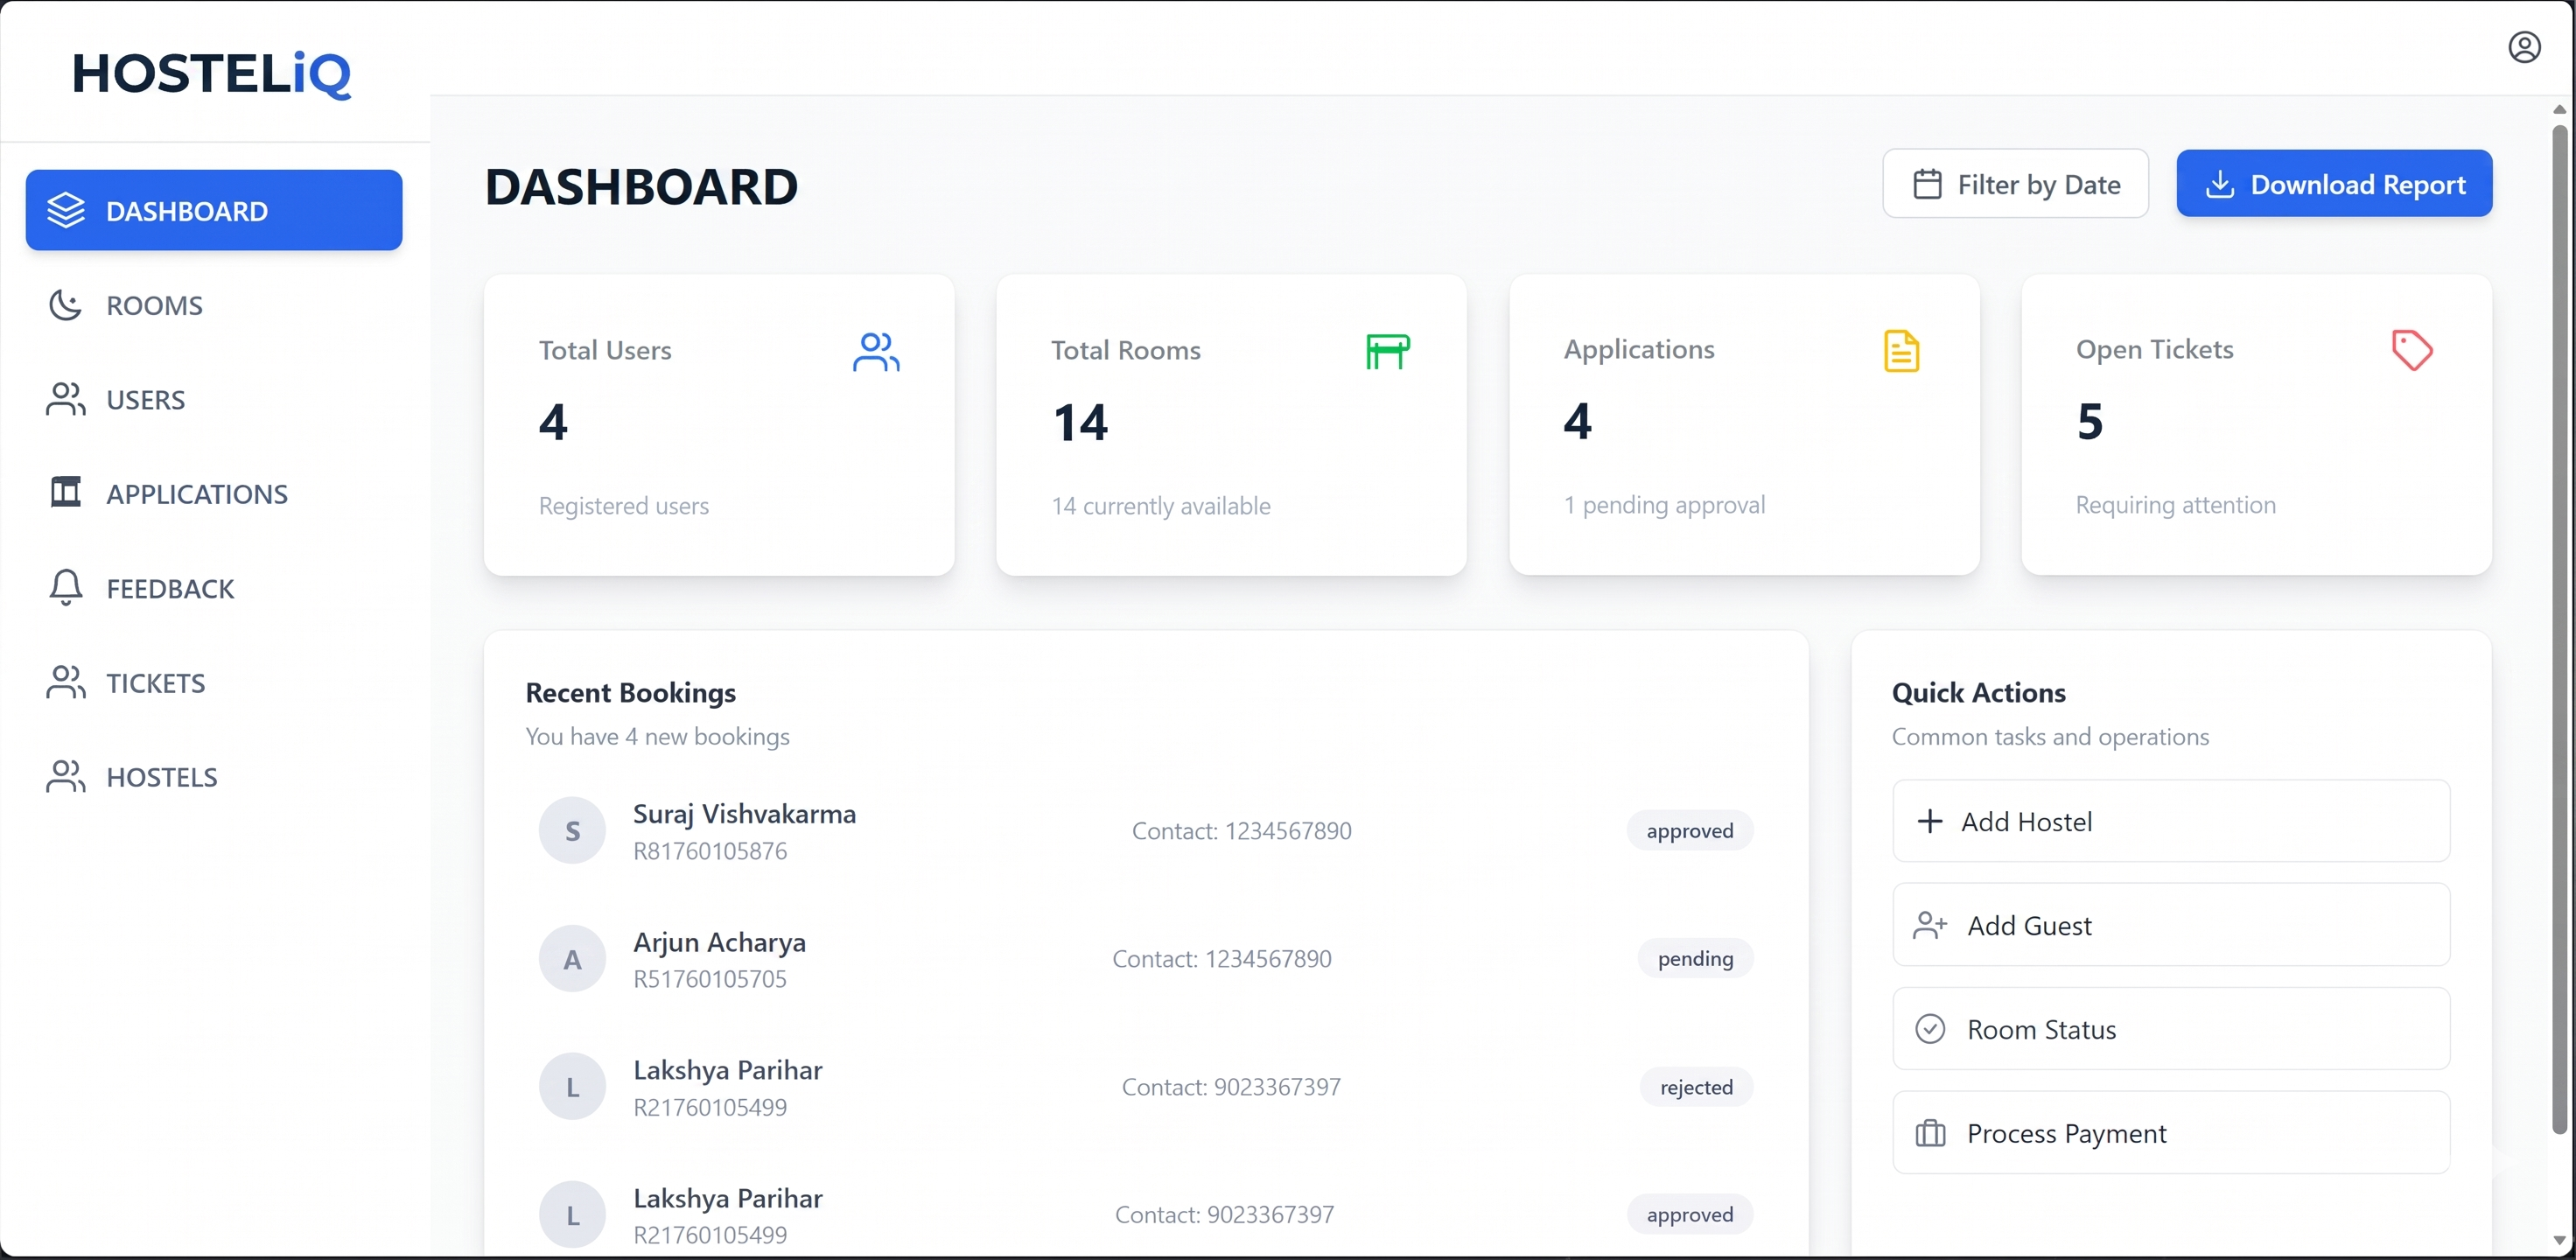 HOSTELiQ
DASHBOARD
ROOMS
USERS
APPLICATIONS
FEEDBACK
TICKETS
HOSTELS
DASHBOARD
Filter by Date
Download Report
Total Users
4
Registered users
Total Rooms
14
14 currently available
Applications
4
1 pending approval
Open Tickets
5
Requiring attention
Recent Bookings
You have 4 new bookings
S
Suraj Vishvakarma
R81760105876
Contact: 1234567890
approved
A
Arjun Acharya
R51760105705
Contact: 1234567890
pending
L
Lakshya Parihar
R21760105499
Contact: 9023367397
rejected
L
Lakshya Parihar
R21760105499
Contact: 9023367397
approved
Quick Actions
Common tasks and operations
Add Hostel
Add Guest
Room Status
Process Payment